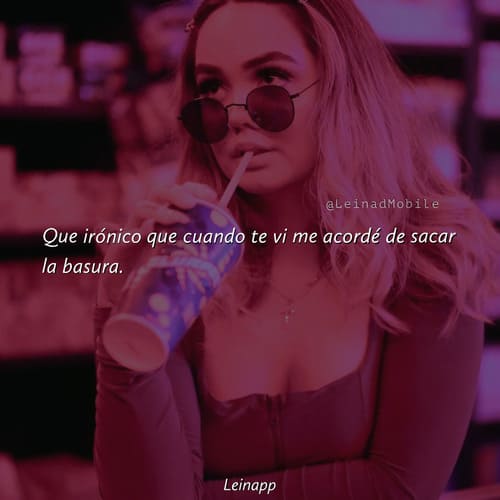 @LeinadMobile
Que irónico que cuando te vi me acordé de sacar
la basura.
Leinapp